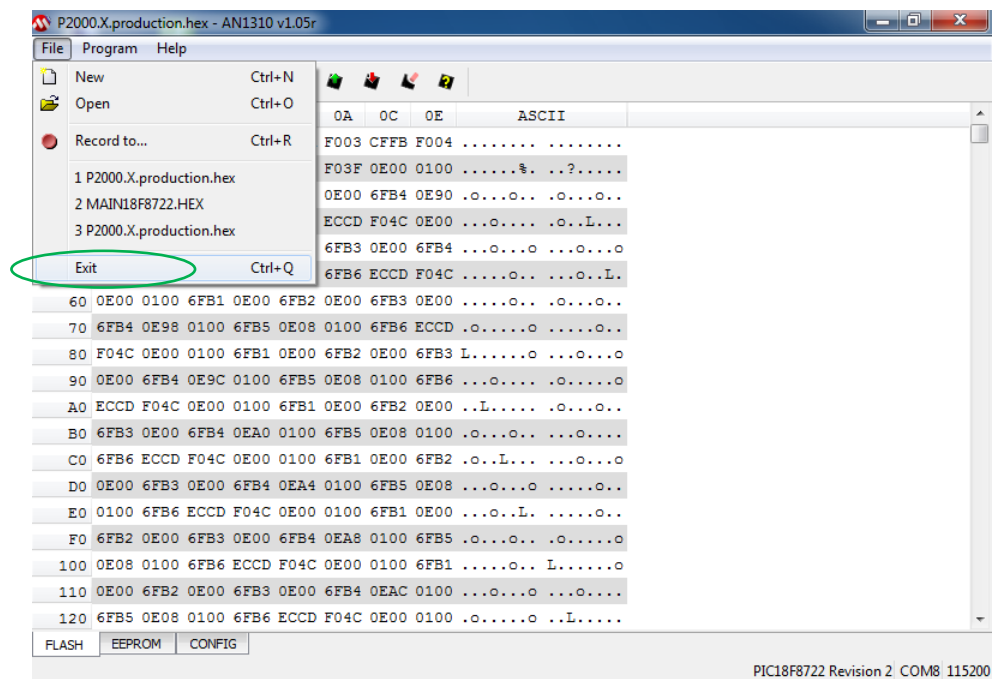 P2000.X.production.hex - AN1310 v1.05r
File Program Help
New Ctrl+N
Open Ctrl+O
Record to... Ctrl+R
1 P2000.X.production.hex
2 MAIN18F8722.HEX
3 P2000.X.production.hex
Exit Ctrl+Q
0A 0C 0E ASCII
F003 CFFB F004 ........ ........
F03F 0E00 0100 ......%. ..?.....
0E00 6FB4 0E90 .o...o.. .o...o..
ECCD F04C 0E00 ...o.... .o..L...
6FB3 0E00 6FB4 ...o...o ...o...o
6FB6 ECCD F04C .....o.. ...o..L.
60 0E00 0100 6FB1 0E00 6FB2 0E00 6FB3 0E00 .....o.. .o...o..
70 6FB4 0E98 0100 6FB5 0E08 0100 6FB6 ECCD .o.....o .....o..
80 F04C 0E00 0100 6FB1 0E00 6FB2 0E00 6FB3 L......o ...o...o
90 0E00 6FB4 0E9C 0100 6FB5 0E08 0100 6FB6 ...o.... .o.....o
A0 ECCD F04C 0E00 0100 6FB1 0E00 6FB2 0E00 ..L..... .o...o..
B0 6FB3 0E00 6FB4 0EA0 0100 6FB5 0E08 0100 .o...o.. ...o....
C0 6FB6 ECCD F04C 0E00 0100 6FB1 0E00 6FB2 .o..L... ...o...o
D0 0E00 6FB3 0E00 6FB4 0EA4 0100 6FB5 0E08 ...o...o .....o..
E0 0100 6FB6 ECCD F04C 0E00 0100 6FB1 0E00 ...o..L. .....o..
F0 6FB2 0E00 6FB3 0E00 6FB4 0EA8 0100 6FB5 .o...o.. .o.....o
100 0E08 0100 6FB6 ECCD F04C 0E00 0100 6FB1 .....o.. L......o
110 0E00 6FB2 0E00 6FB3 0E00 6FB4 0EAC 0100 ...o...o ...o....
120 6FB5 0E08 0100 6FB6 ECCD F04C 0E00 0100 .o.....o ..L.....
FLASH EEPROM CONFIG
PIC18F8722 Revision 2 COM8 115200